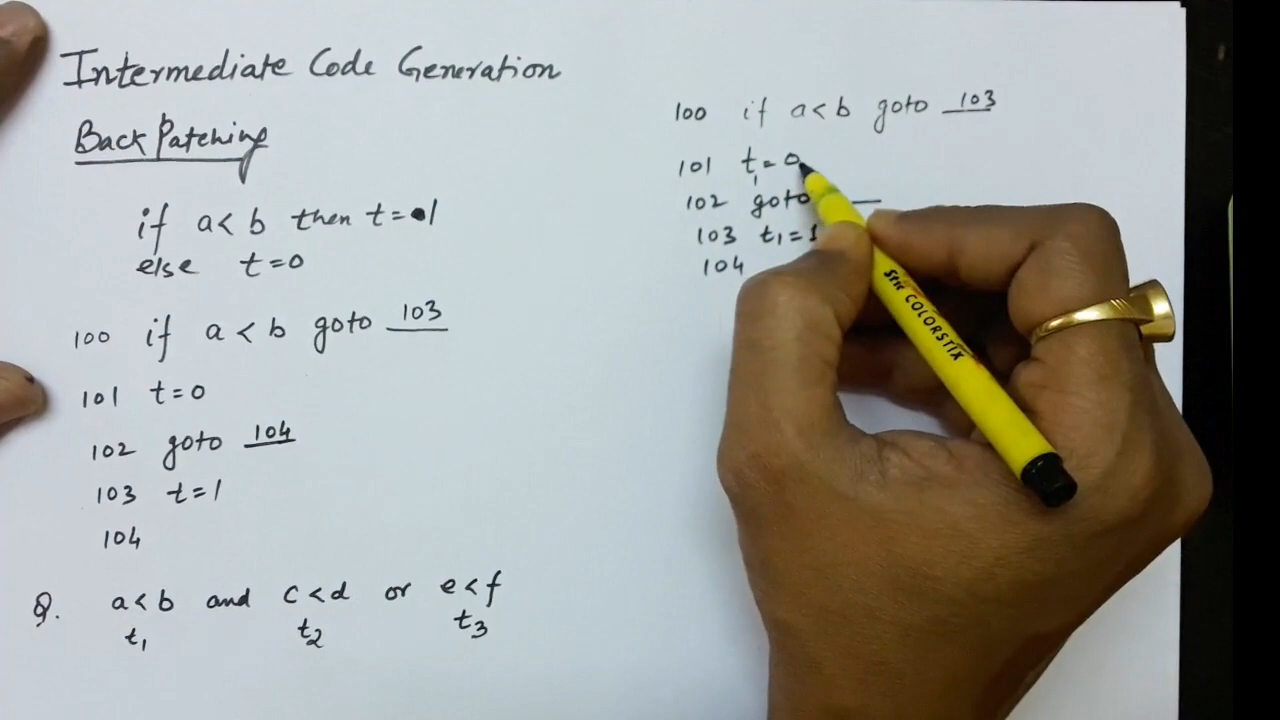 Intermediate Code Generation
Back Patching
if a < b then t = 1
else t = 0
100 if a < b goto 103
101 t = 0
102 goto 104
103 t = 1
104
Q. a < b and c < d or e < f
t1 t2 t3
100 if a < b goto 103
101 t1 = 0
102 goto __
103 t1 = 1
104
Stic COLORSTIX